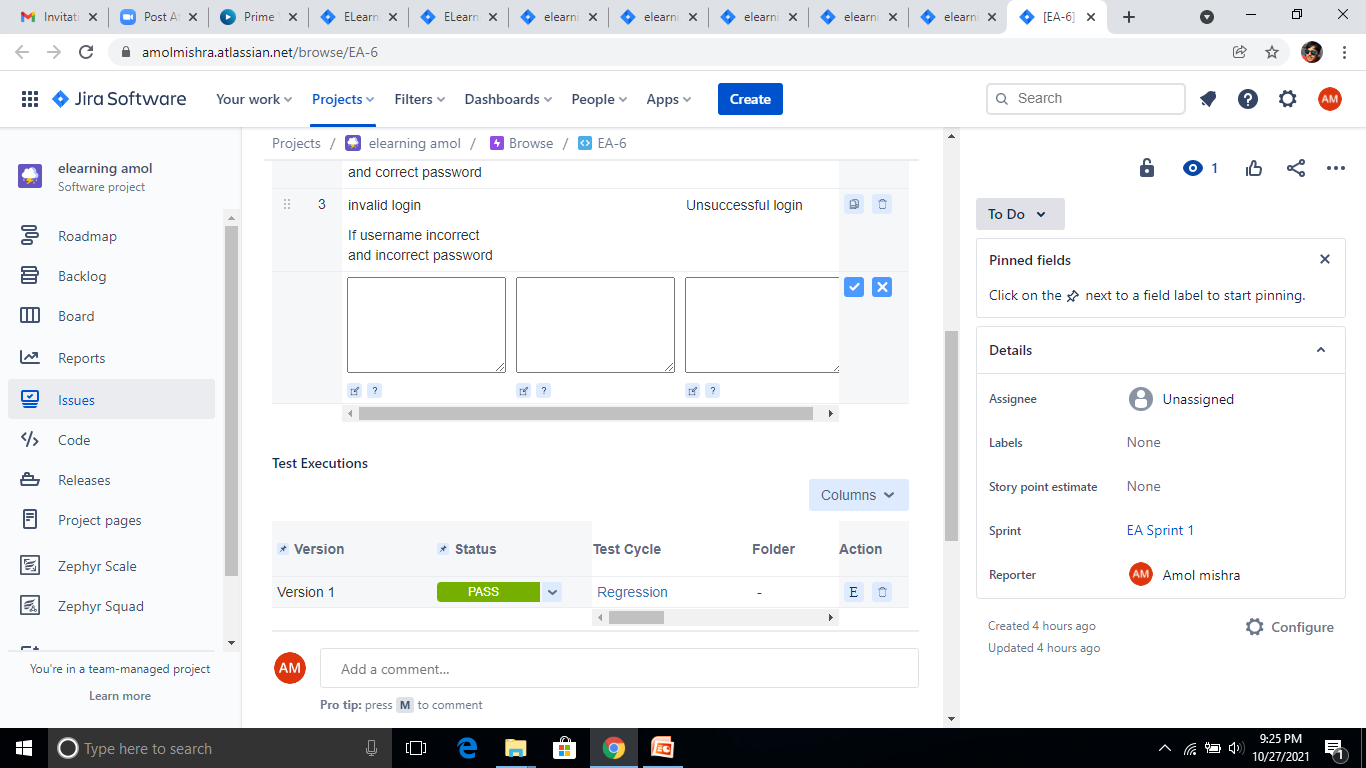 Invitati
Post At
Prime V
ELearn
ELearn
elearni
elearni
elearni
elearni
elearni
[EA-6]
amolmishra.atlassian.net/browse/EA-6
Jira Software
Your work
Projects
Filters
Dashboards
People
Apps
Create
Search
AM
elearning amol
Software project
Roadmap
Backlog
Board
Reports
Issues
Code
Releases
Project pages
Zephyr Scale
Zephyr Squad
You're in a team-managed project
Learn more
Projects / elearning amol / Browse / EA-6
and correct password
3 invalid login Unsuccessful login
If username incorrect
and incorrect password
? ? ?
Test Executions
Columns
Version Status Test Cycle Folder Action
Version 1 PASS Regression - E
AM Add a comment…
Pro tip: press M to comment
1
To Do
Pinned fields
Click on the next to a field label to start pinning.
Details
Assignee Unassigned
Labels None
Story point estimate None
Sprint EA Sprint 1
Reporter AM Amol mishra
Created 4 hours ago
Configure
Updated 4 hours ago
Type here to search
9:25 PM
10/27/2021
1